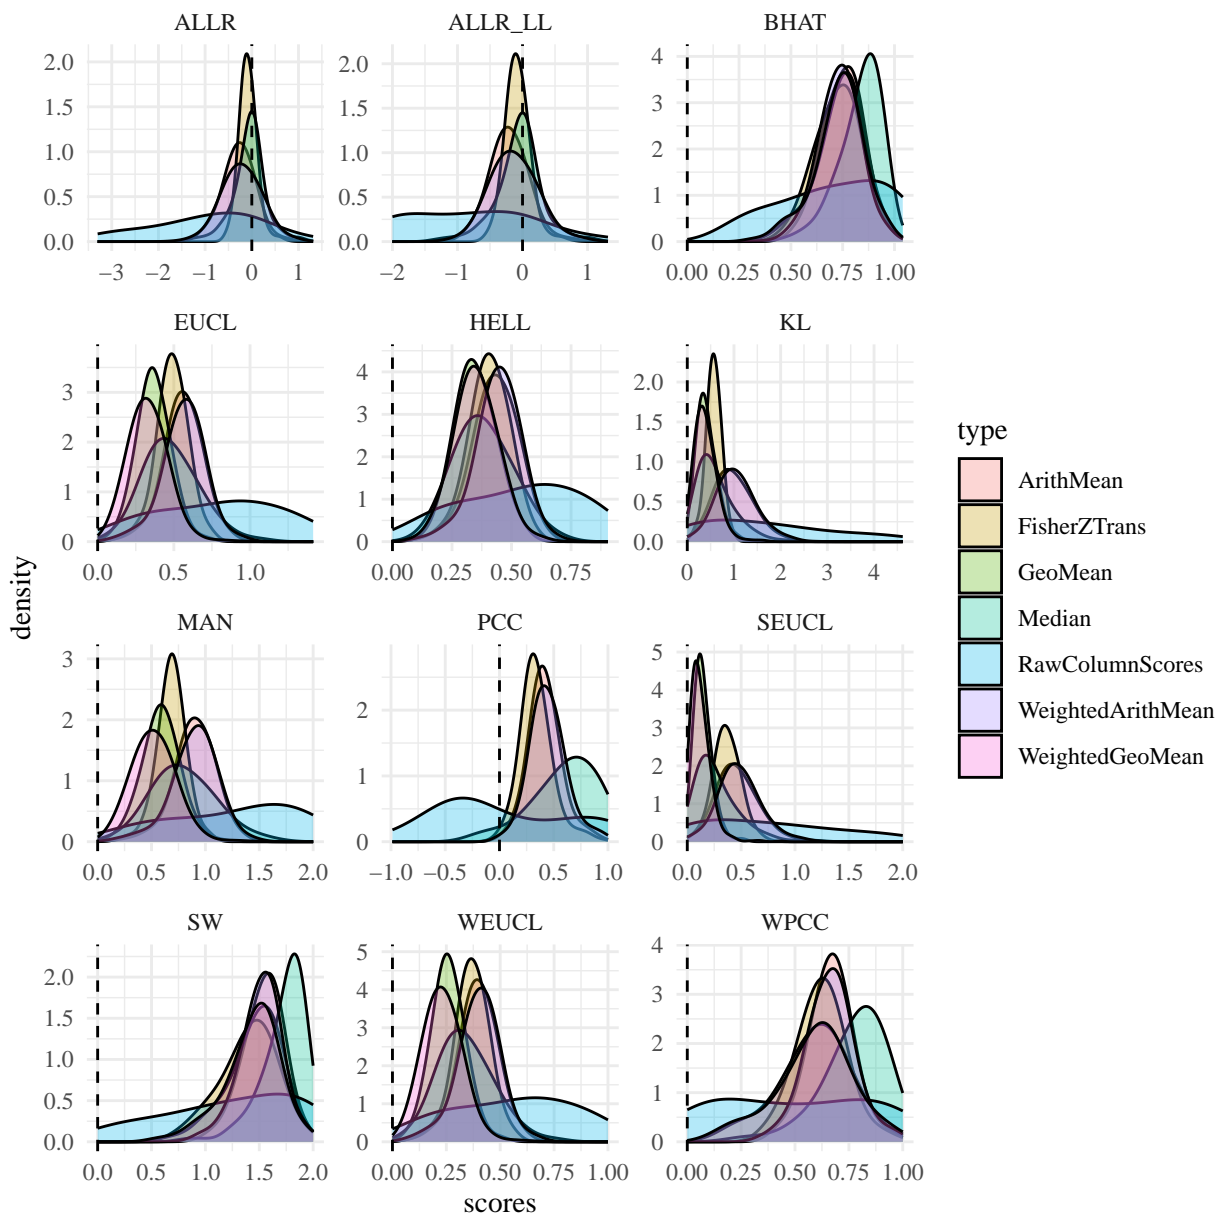 ALLR ALLR_LL BHAT
2.0
1.5
1.0
0.5
0.0
−3 −2 −1 0 1
2.0
1.5
1.0
0.5
0.0
−2 −1 0 1
4
3
2
1
0
0.00 0.25 0.50 0.75 1.00
EUCL HELL KL
3
2
1
0
0.0 0.5 1.0
4
3
2
1
0
0.00 0.25 0.50 0.75
2.0
1.5
1.0
0.5
0.0
0 1 2 3 4
MAN PCC SEUCL
3
2
1
0
0.0 0.5 1.0 1.5 2.0
2
1
0
−1.0 −0.5 0.0 0.5 1.0
5
4
3
2
1
0
0.0 0.5 1.0 1.5 2.0
SW WEUCL WPCC
2.0
1.5
1.0
0.5
0.0
0.0 0.5 1.0 1.5 2.0
5
4
3
2
1
0
0.00 0.25 0.50 0.75 1.00
4
3
2
1
0
0.00 0.25 0.50 0.75 1.00
density
scores
type
ArithMean
FisherZTrans
GeoMean
Median
RawColumnScores
WeightedArithMean
WeightedGeoMean